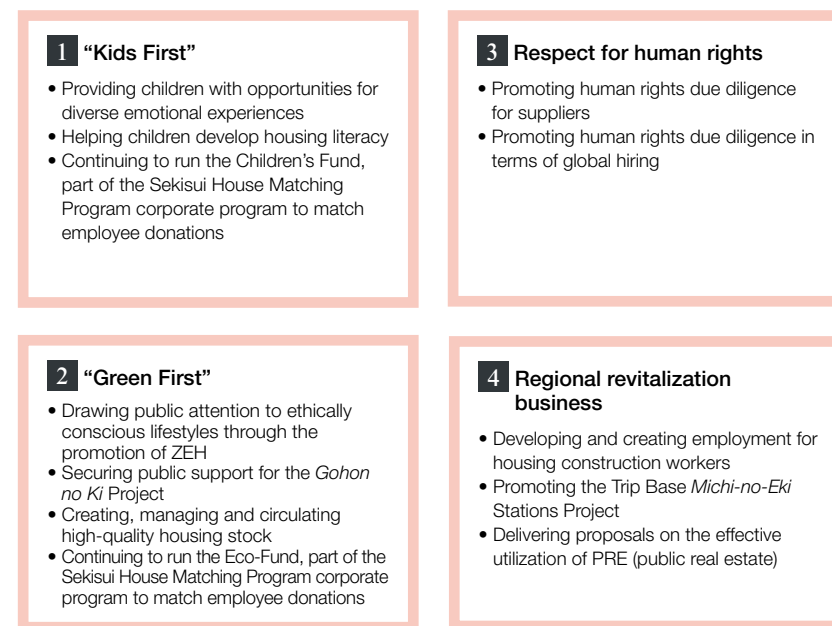 1 “Kids First”
• Providing children with opportunities for
diverse emotional experiences
• Helping children develop housing literacy
• Continuing to run the Children’s Fund,
part of the Sekisui House Matching
Program corporate program to match
employee donations
2 “Green First”
• Drawing public attention to ethically
conscious lifestyles through the
promotion of ZEH
• Securing public support for the Gohon
no Ki Project
• Creating, managing and circulating
high-quality housing stock
• Continuing to run the Eco-Fund, part of the
Sekisui House Matching Program corporate
program to match employee donations
3 Respect for human rights
• Promoting human rights due diligence
for suppliers
• Promoting human rights due diligence in
terms of global hiring
4 Regional revitalization
business
• Developing and creating employment for
housing construction workers
• Promoting the Trip Base Michi-no-Eki
Stations Project
• Delivering proposals on the effective
utilization of PRE (public real estate)